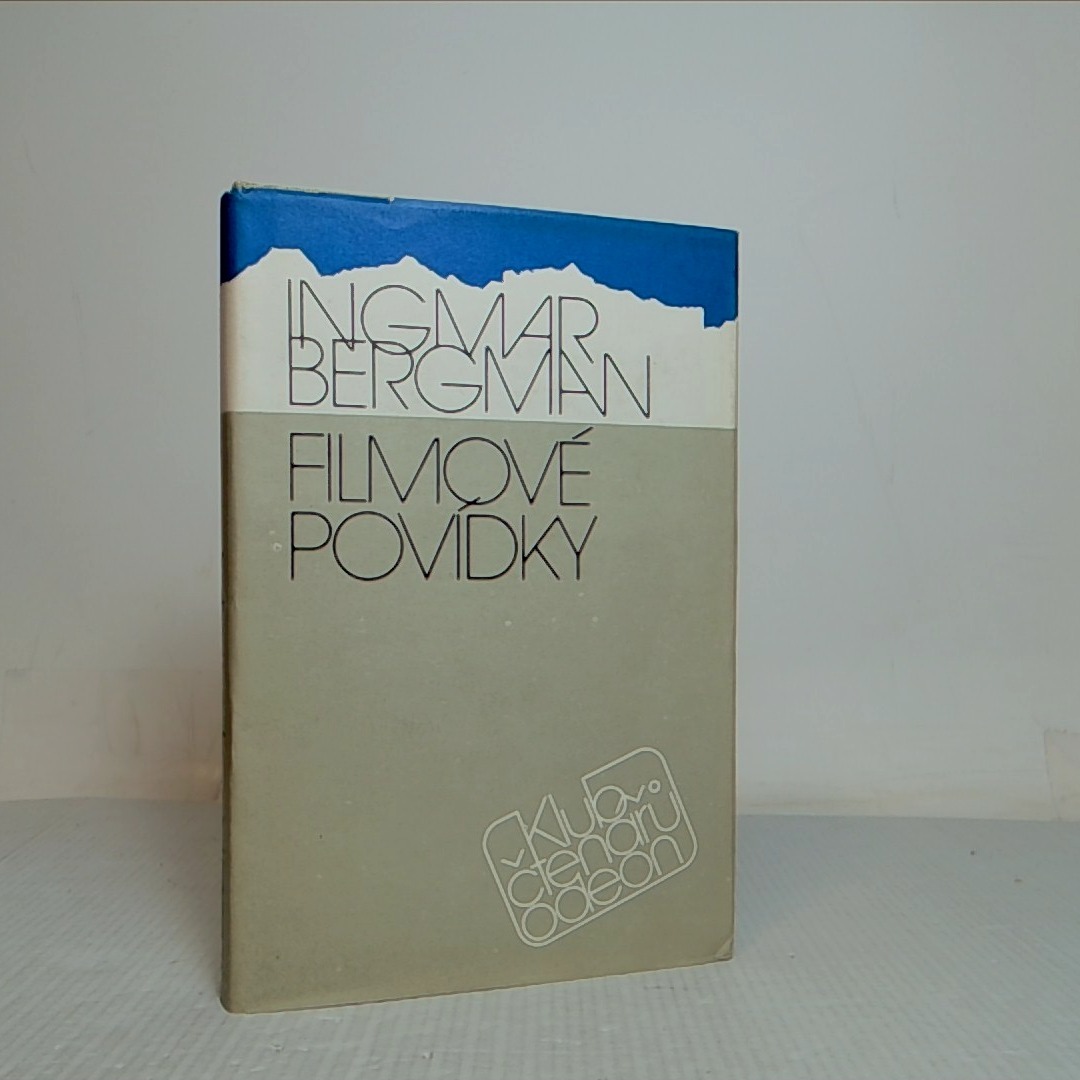 INGMAR
BERGMAN
FILMOVÉ
POVÍDKY
Klub
čtenářů
odeon